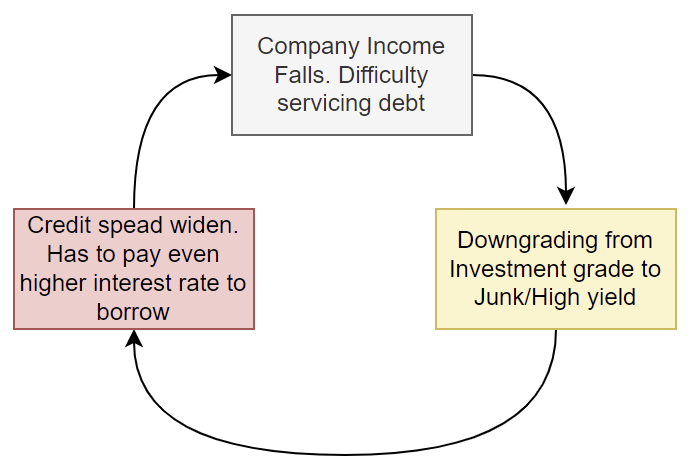 Company Income
Falls. Difficulty
servicing debt
Credit spead widen.
Has to pay even
higher interest rate to
borrow
Downgrading from
Investment grade to
Junk/High yield